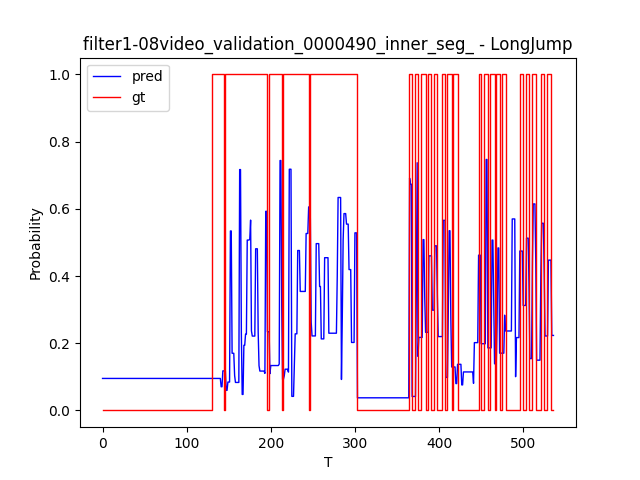 filter1-08video_validation_0000490_inner_seg_ - LongJump
pred
gt
1.0
0.8
0.6
0.4
0.2
0.0
Probability
0 100 200 300 400 500
T